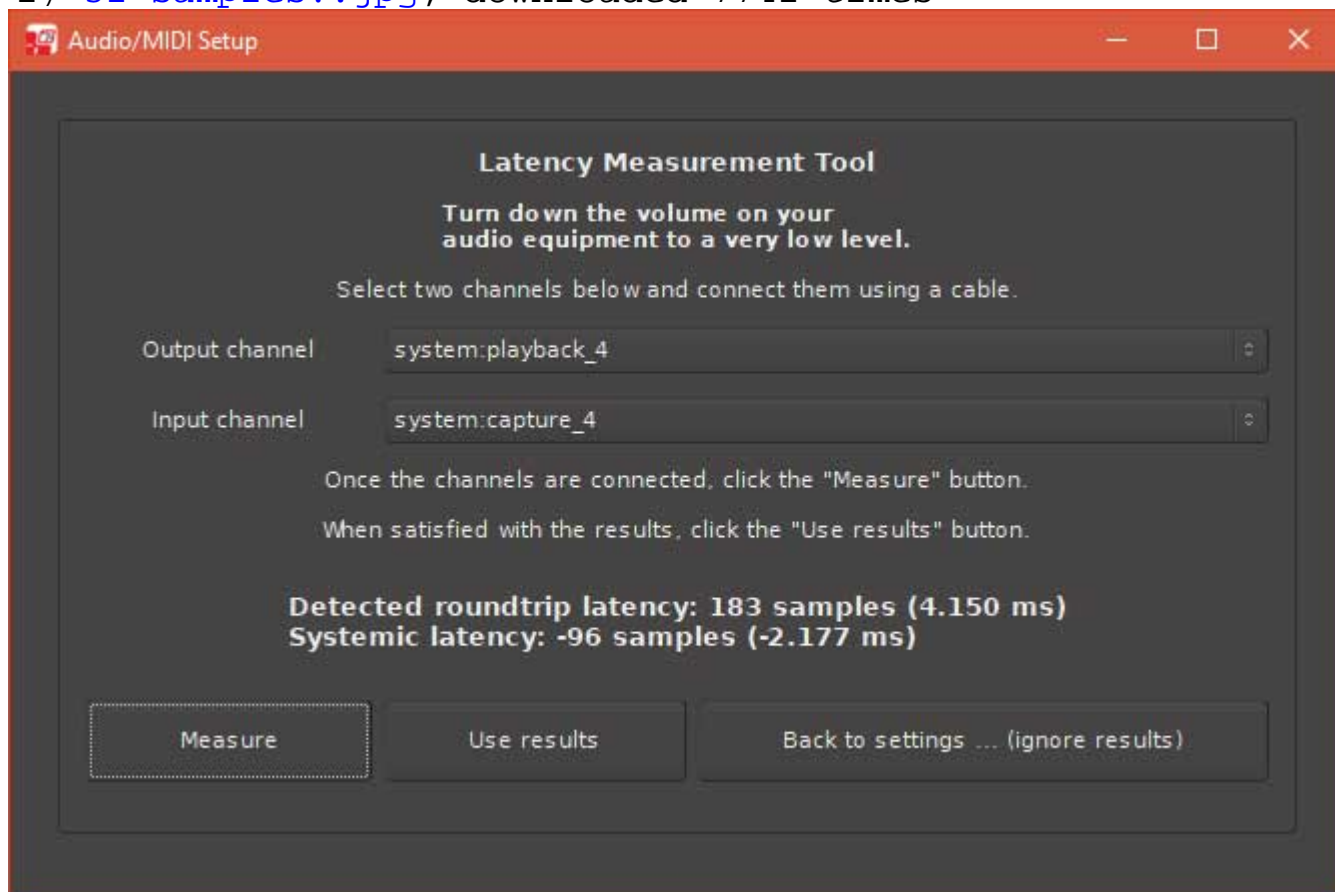 Audio/MIDI Setup
Latency Measurement Tool
Turn down the volume on your
audio equipment to a very low level.
Select two channels below and connect them using a cable.
Output channel system:playback_4
Input channel system:capture_4
Once the channels are connected, click the "Measure" button.
When satisfied with the results, click the "Use results" button.
Detected roundtrip latency: 183 samples (4.150 ms)
Systemic latency: -96 samples (-2.177 ms)
Measure Use results Back to settings ... (ignore results)